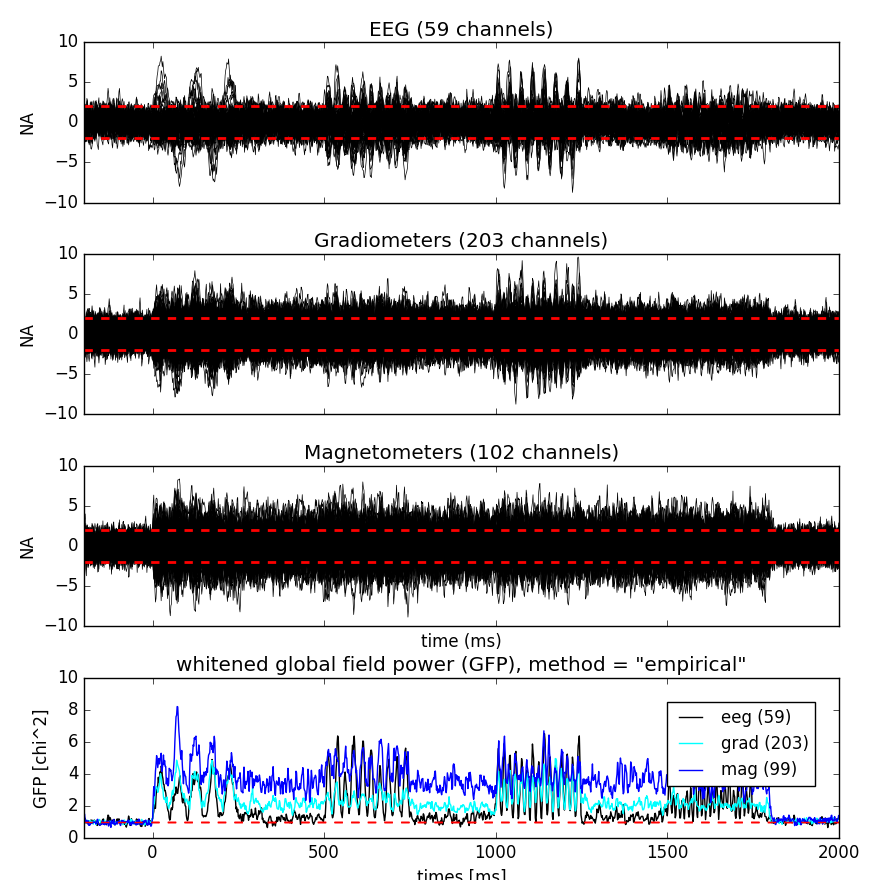 EEG (59 channels)
10
5
0
−5
−10
NA
Gradiometers (203 channels)
10
5
0
−5
−10
NA
Magnetometers (102 channels)
10
5
0
−5
−10
NA
time (ms)
whitened global field power (GFP), method = "empirical"
10
8
6
4
2
0
GFP [chi^2]
eeg (59)
grad (203)
mag (99)
0 500 1000 1500 2000
times [ms]